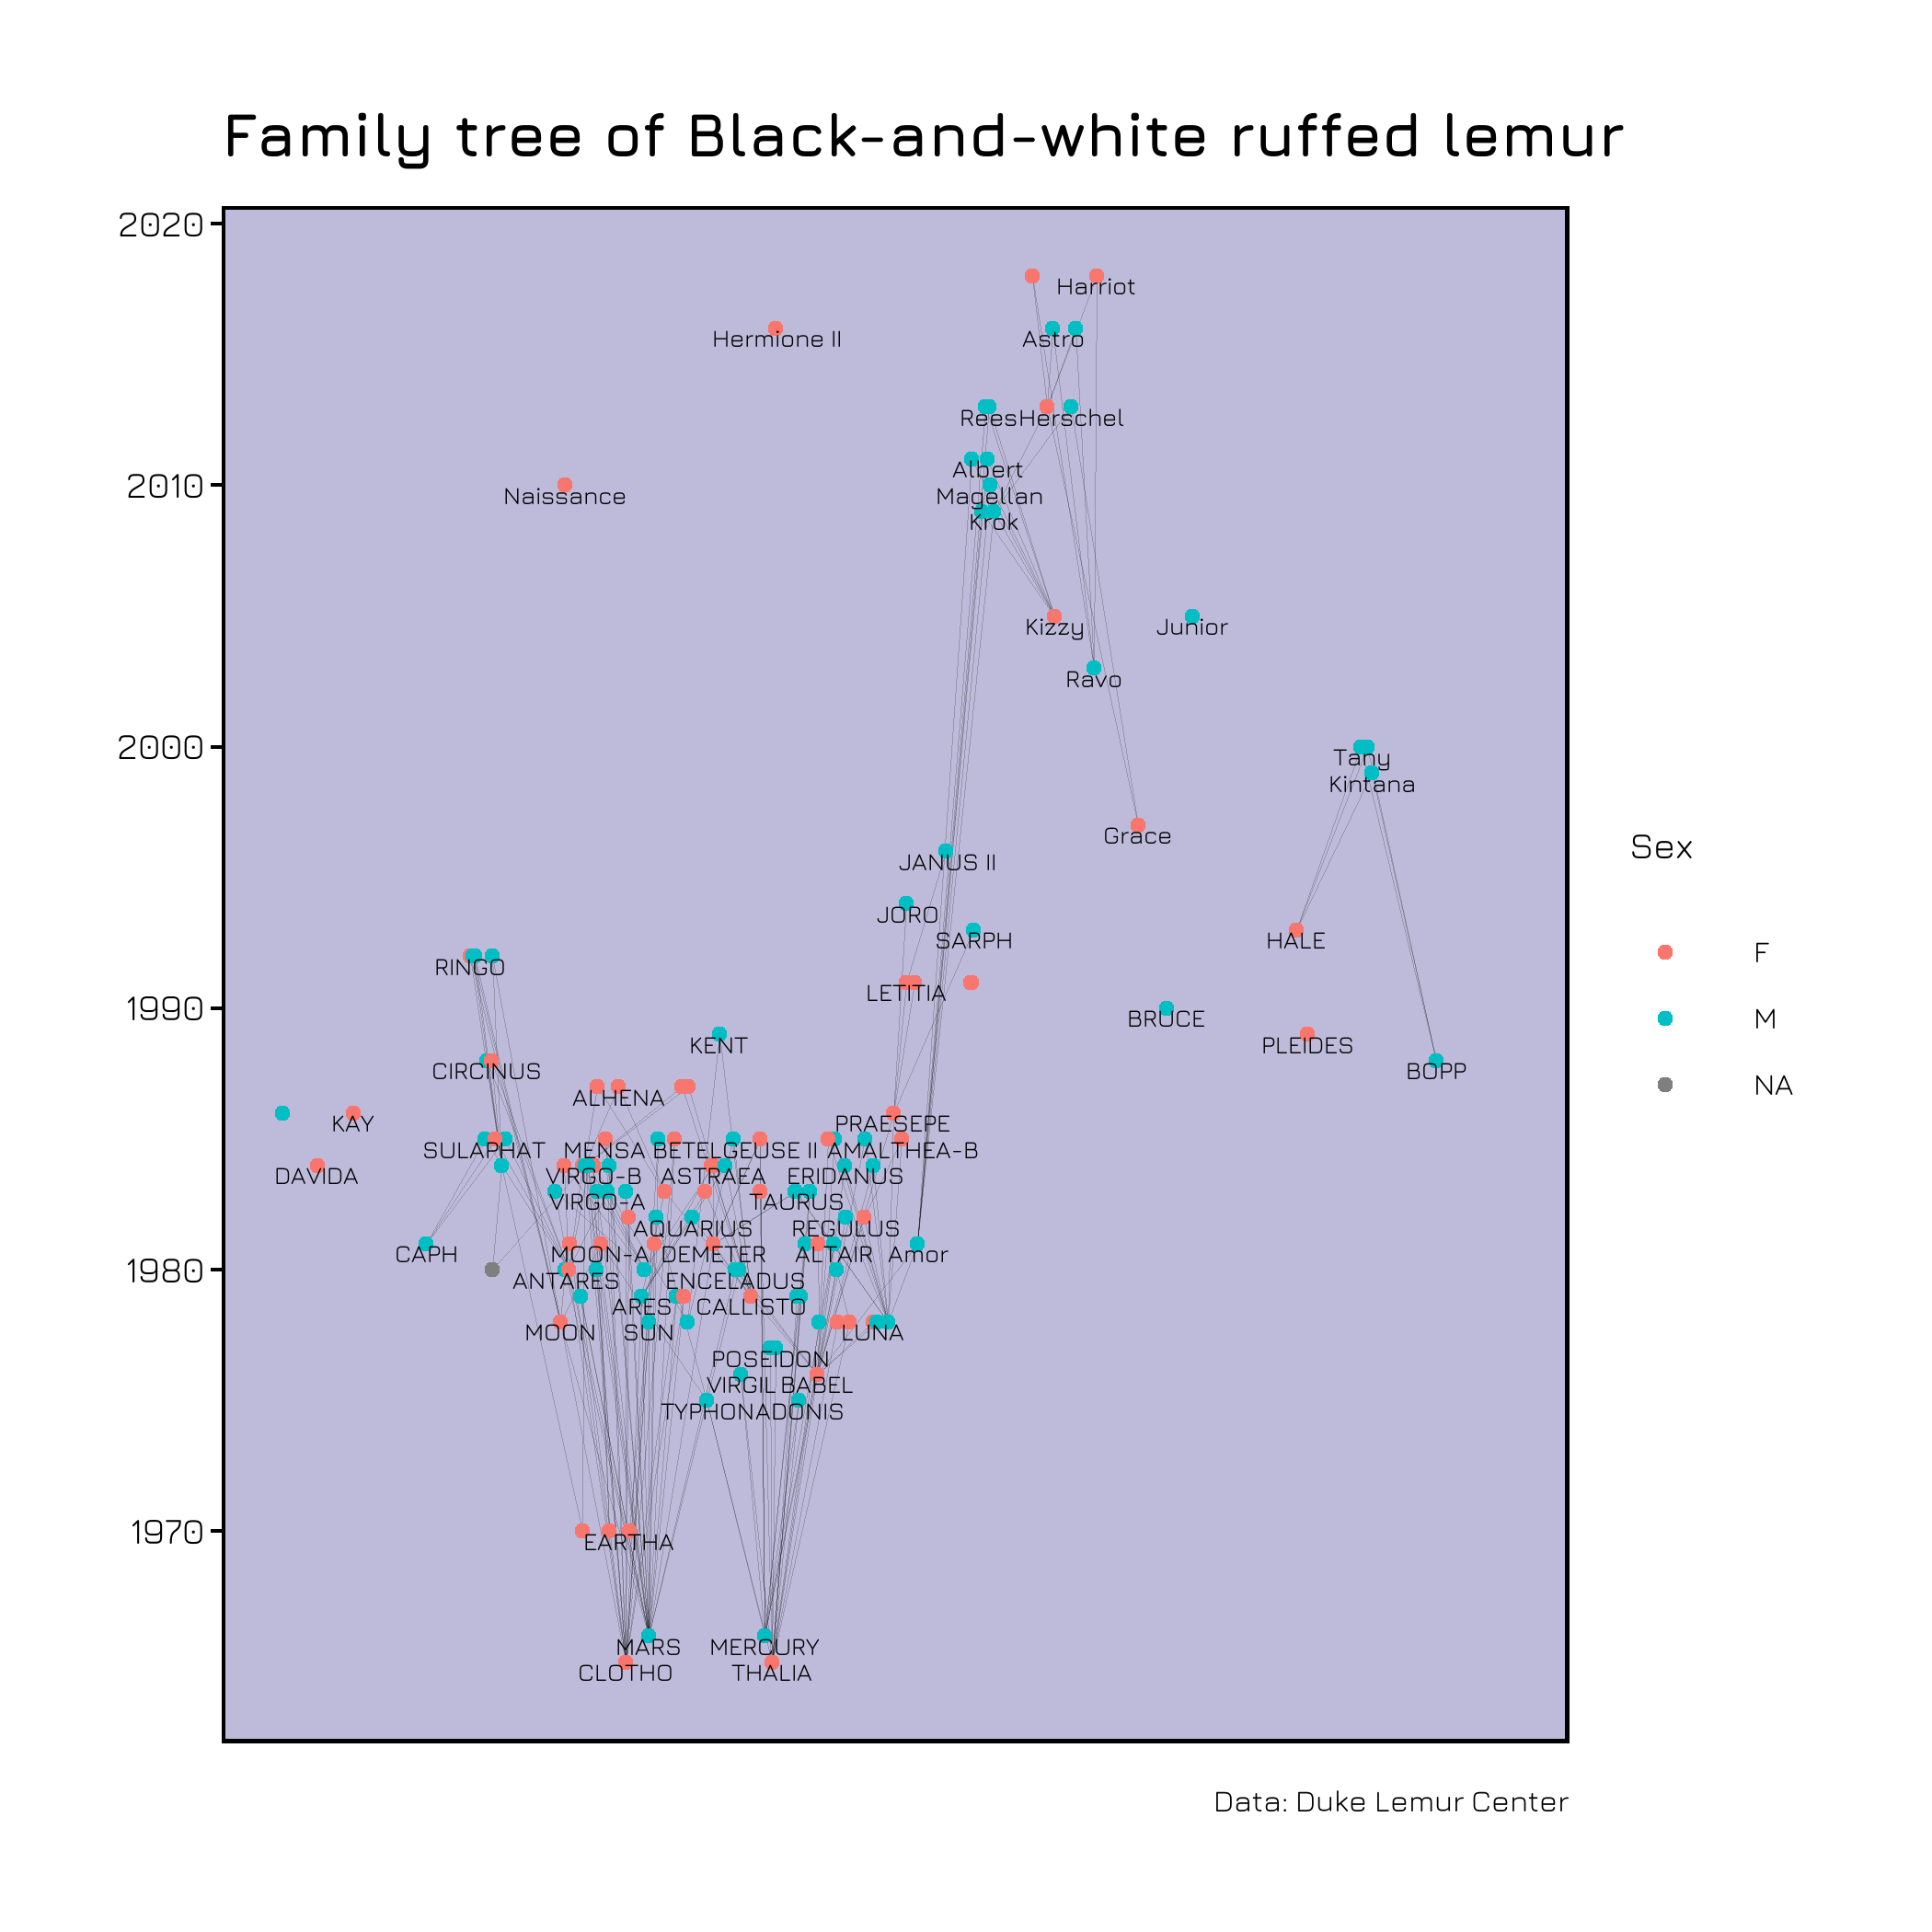 Family tree of Black-and-white ruffed lemur
2020
Harriot
Hermione II
Astro
Rees
Herschel
Albert
2010
Naissance
Magellan
Krok
Kizzy
Junior
Ravo
2000
Tany
Kintana
Grace
JANUS II
JORO
SARPH
HALE
RINGO
LETITIA
1990
BRUCE
KENT
PLEIDES
CIRCINUS
BOPP
ALHENA
KAY
PRAESEPE
SULAPHAT
MENSA
BETELGEUSE II
AMALTHEA-B
DAVIDA
VIRGO-B
ASTRAEA
ERIDANUS
VIRGO-A
TAURUS
AQUARIUS
REGULUS
CAPH
MOON-A
DEMETER
ALTAIR
Amor
1980
ANTARES
ENCELADUS
ARES
CALLISTO
MOON
SUN
LUNA
POSEIDON
VIRGIL
BABEL
TYPHON
ADONIS
1970
EARTHA
MARS
MERCURY
CLOTHO
THALIA
Sex
F
M
NA
Data: Duke Lemur Center